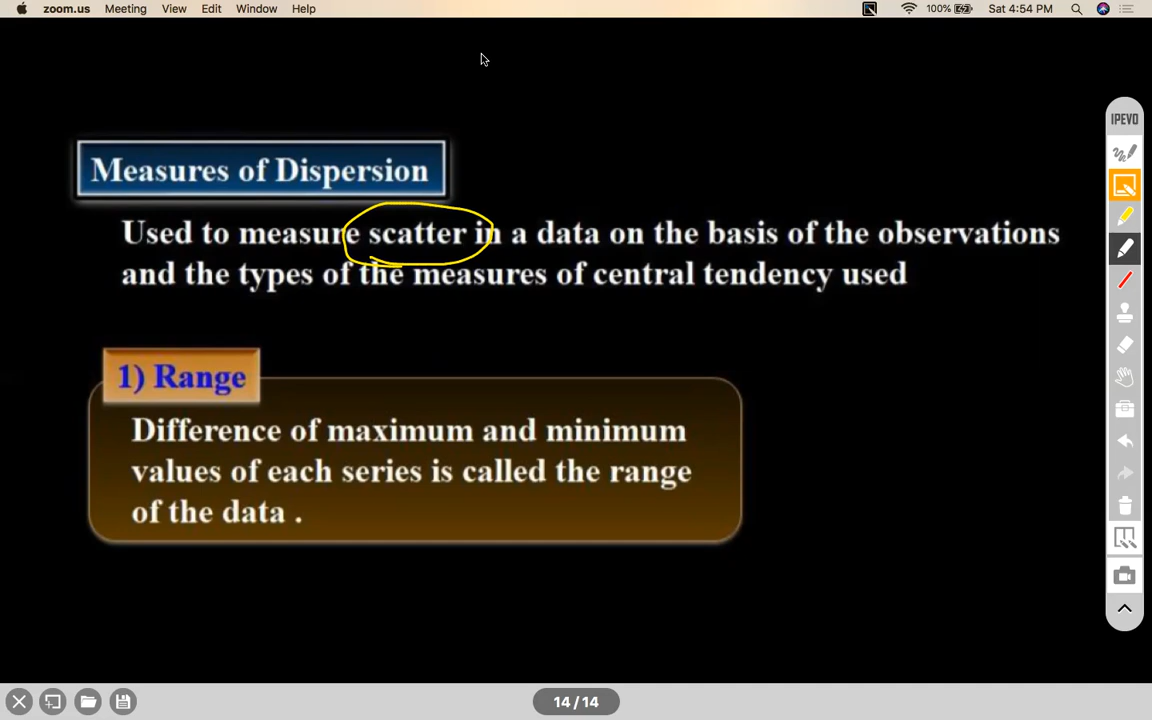 zoom.us Meeting View Edit Window Help 100% Sat 4:54 PM
IPEVO
Measures of Dispersion
Used to measure scatter in a data on the basis of the observations
and the types of the measures of central tendency used
1) Range
Difference of maximum and minimum
values of each series is called the range
of the data .
14/14